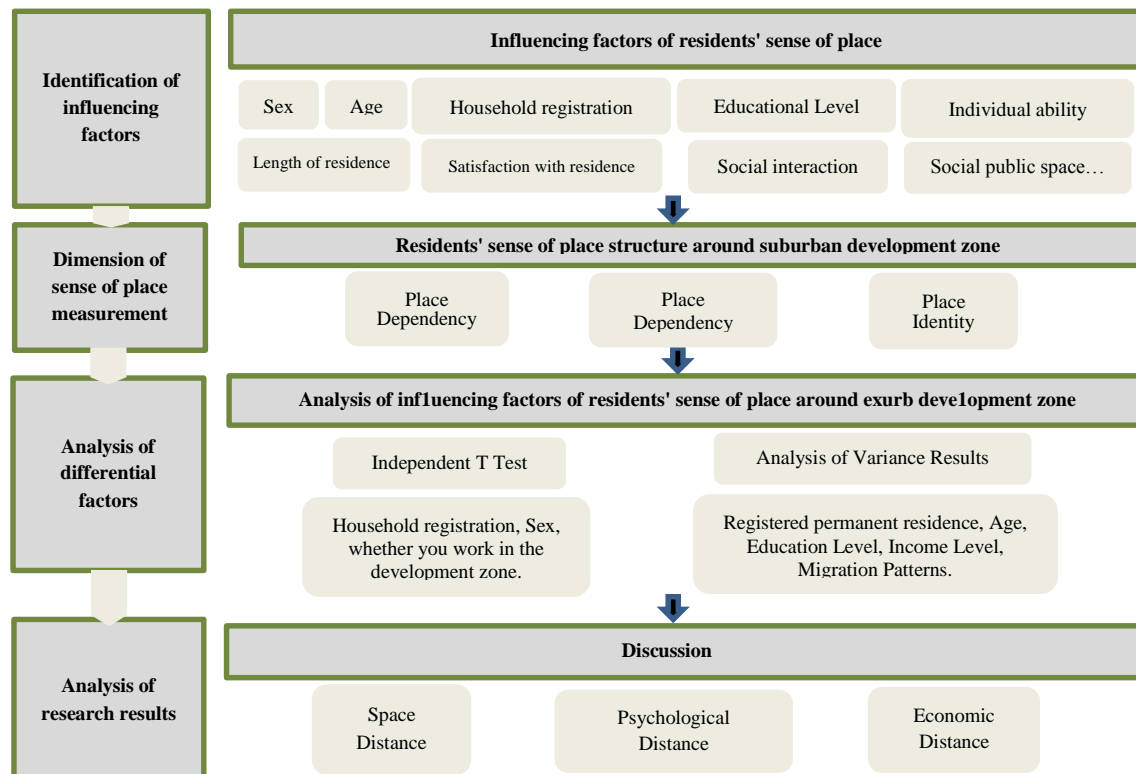 Identification of
influencing
factors
Influencing factors of residents' sense of place
Sex
Age
Household registration
Educational Level
Individual ability
Length of residence
Satisfaction with residence
Social interaction
Social public space…
Dimension of
sense of place
measurement
Residents' sense of place structure around suburban development zone
Place
Dependency
Place
Dependency
Place
Identity
Analysis of
differential
factors
Analysis of inf1uencing factors of residents' sense of place around exurb deve1opment zone
Independent T Test
Analysis of Variance Results
Household registration, Sex,
whether you work in the
development zone.
Registered permanent residence, Age,
Education Level, Income Level,
Migration Patterns.
Analysis of
research results
Discussion
Space
Distance
Psychological
Distance
Economic
Distance